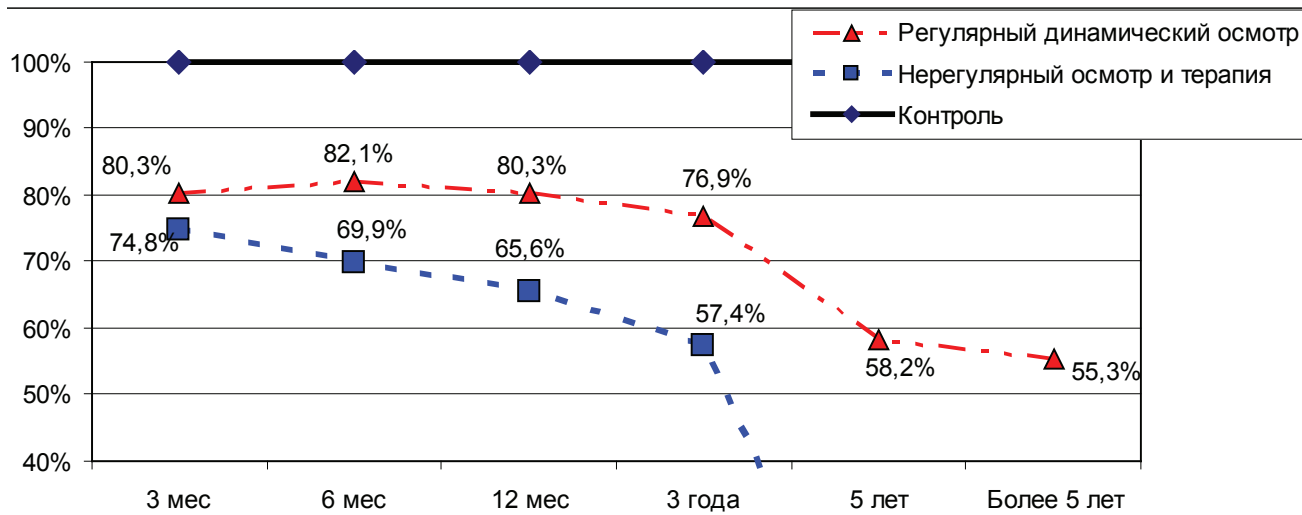 Регулярный динамический осмотр
Нерегулярный осмотр и терапия
Контроль
100%
90%
80%
70%
60%
50%
40%
80,3%
82,1%
80,3%
76,9%
58,2%
55,3%
74,8%
69,9%
65,6%
57,4%
3 мес
6 мес
12 мес
3 года
5 лет
Более 5 лет